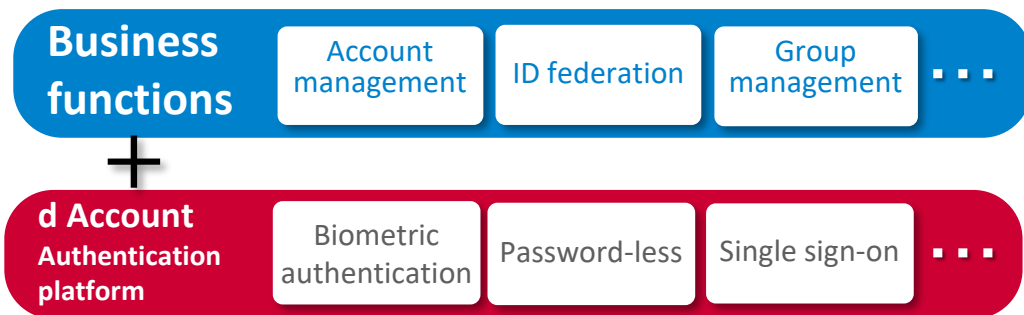 Business
functions
Account
management
ID federation
Group
management
...
+
d Account
Authentication
platform
Biometric
authentication
Password-less
Single sign-on
...